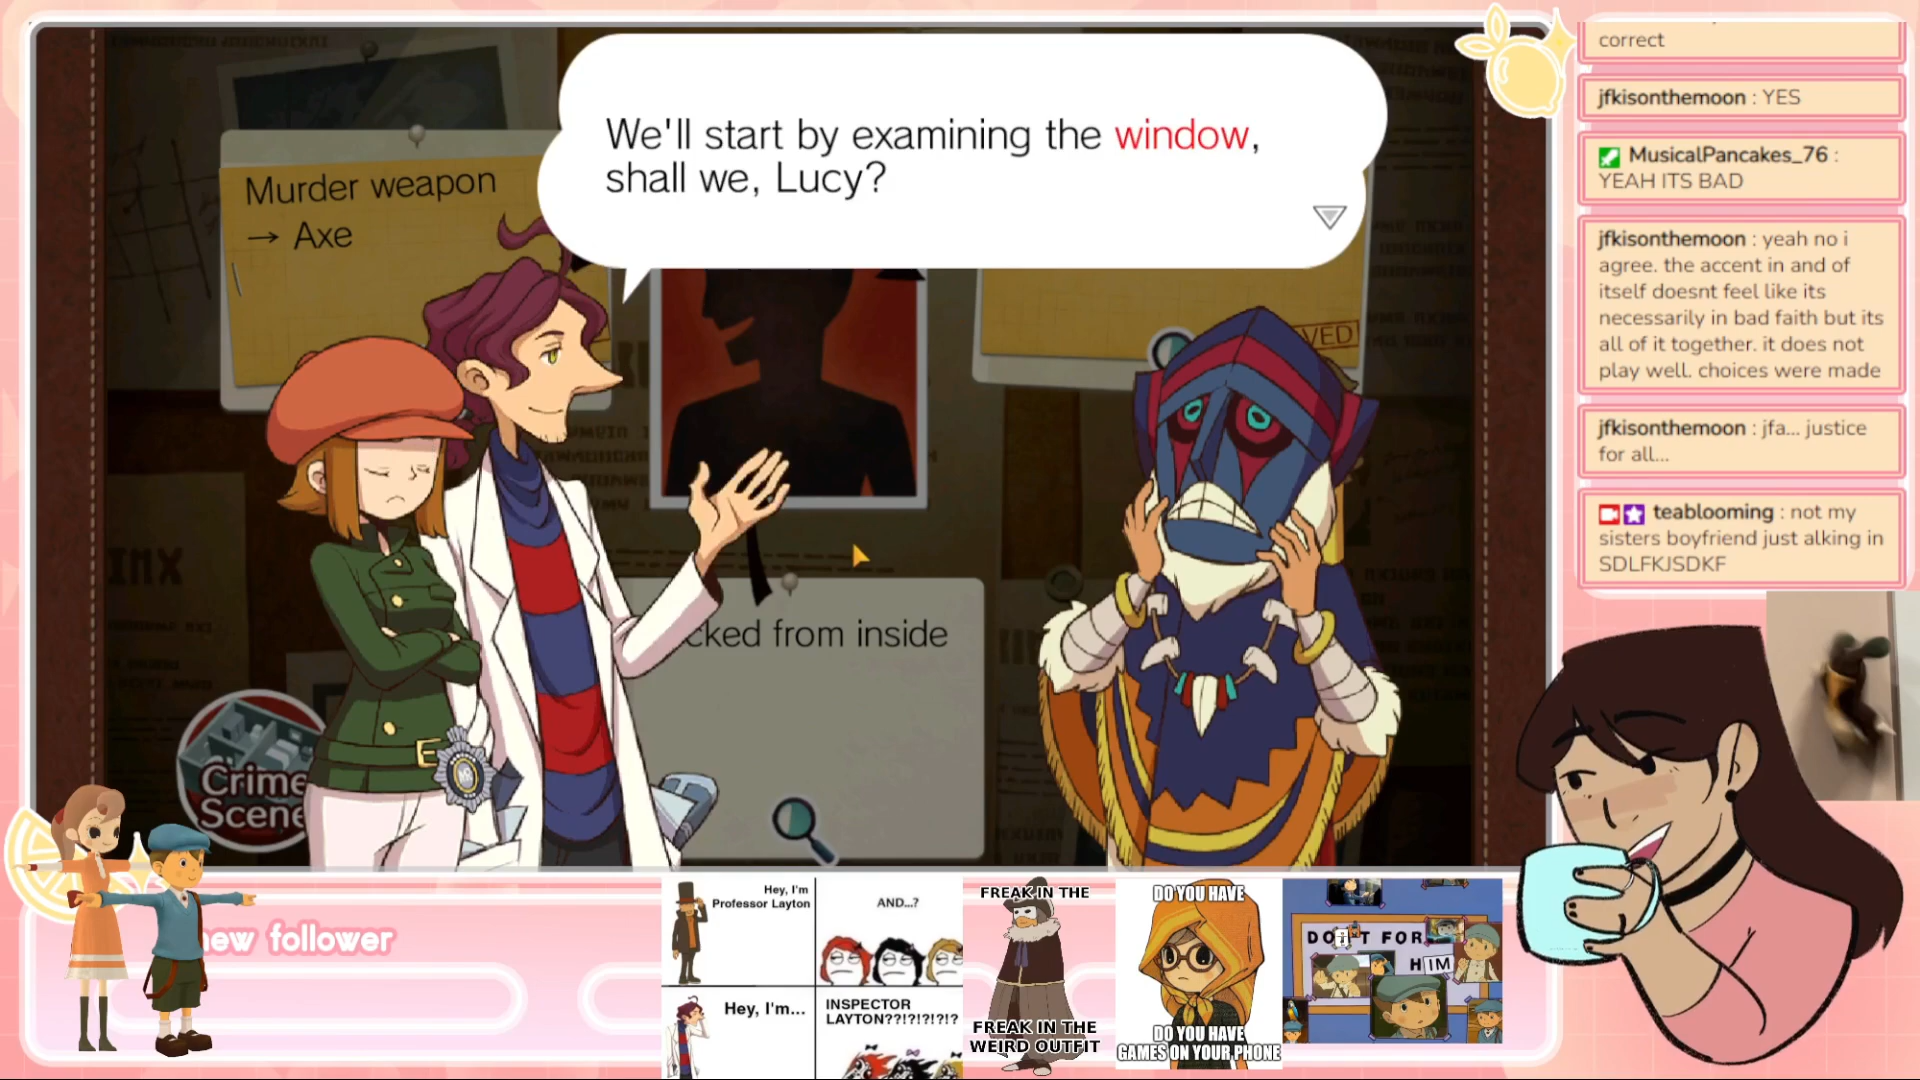 We'll start by examining the window,
shall we, Lucy?
Murder weapon
→ Axe
VED!
cked from inside
Crime
Scene
correct
jfkisonthemoon : YES
MusicalPancakes_76 :
YEAH ITS BAD
jfkisonthemoon : yeah no i
agree. the accent in and of
itself doesnt feel like its
necessarily in bad faith but its
all of it together. it does not
play well. choices were made
jfkisonthemoon : jfa... justice
for all...
teablooming : not my
sisters boyfriend just alking in
SDLFKJSDKF
new follower
Hey, I'm
Professor Layton
AND...?
Hey, I'm...
INSPECTOR
LAYTON??!?!?!?!?
FREAK IN THE
FREAK IN THE
WEIRD OUTFIT
DO YOU HAVE
DO YOU HAVE
GAMES ON YOUR PHONE
FOR
HIM